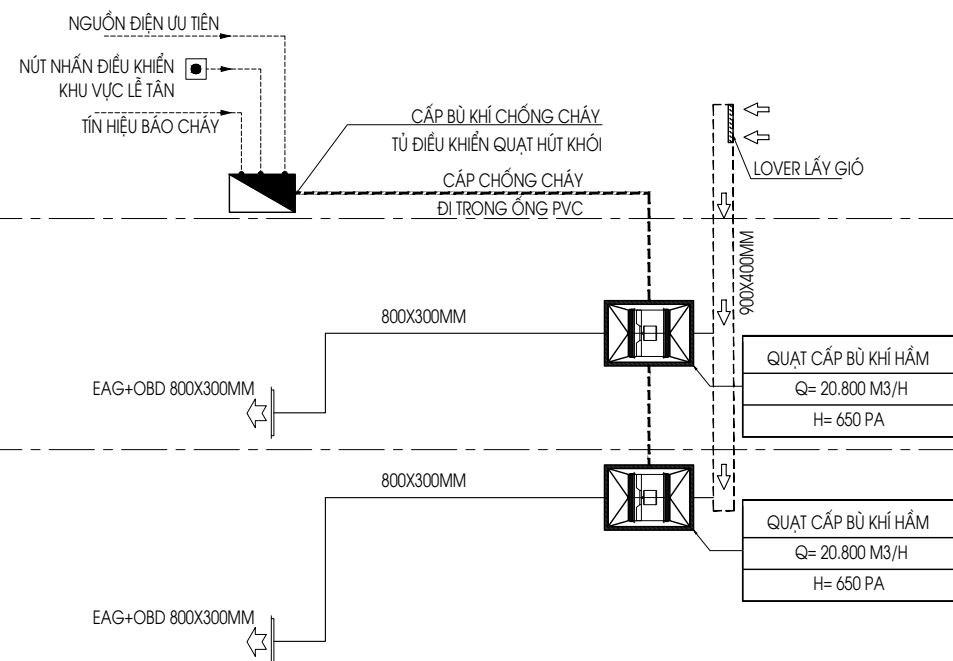 NGUỒN ĐIỆN ƯU TIÊN
NÚT NHẤN ĐIỀU KHIỂN
KHU VỰC LỄ TÂN
TÍN HIỆU BÁO CHÁY
CẤP BÙ KHÍ CHỐNG CHÁY
TỦ ĐIỀU KHIỂN QUẠT HÚT KHÓI
CÁP CHỐNG CHÁY
ĐI TRONG ỐNG PVC
LOVER LẤY GIÓ
900X400MM
800X300MM
EAG+OBD 800X300MM
QUẠT CẤP BÙ KHÍ HẦM
Q= 20.800 M3/H
H= 650 PA
800X300MM
EAG+OBD 800X300MM
QUẠT CẤP BÙ KHÍ HẦM
Q= 20.800 M3/H
H= 650 PA